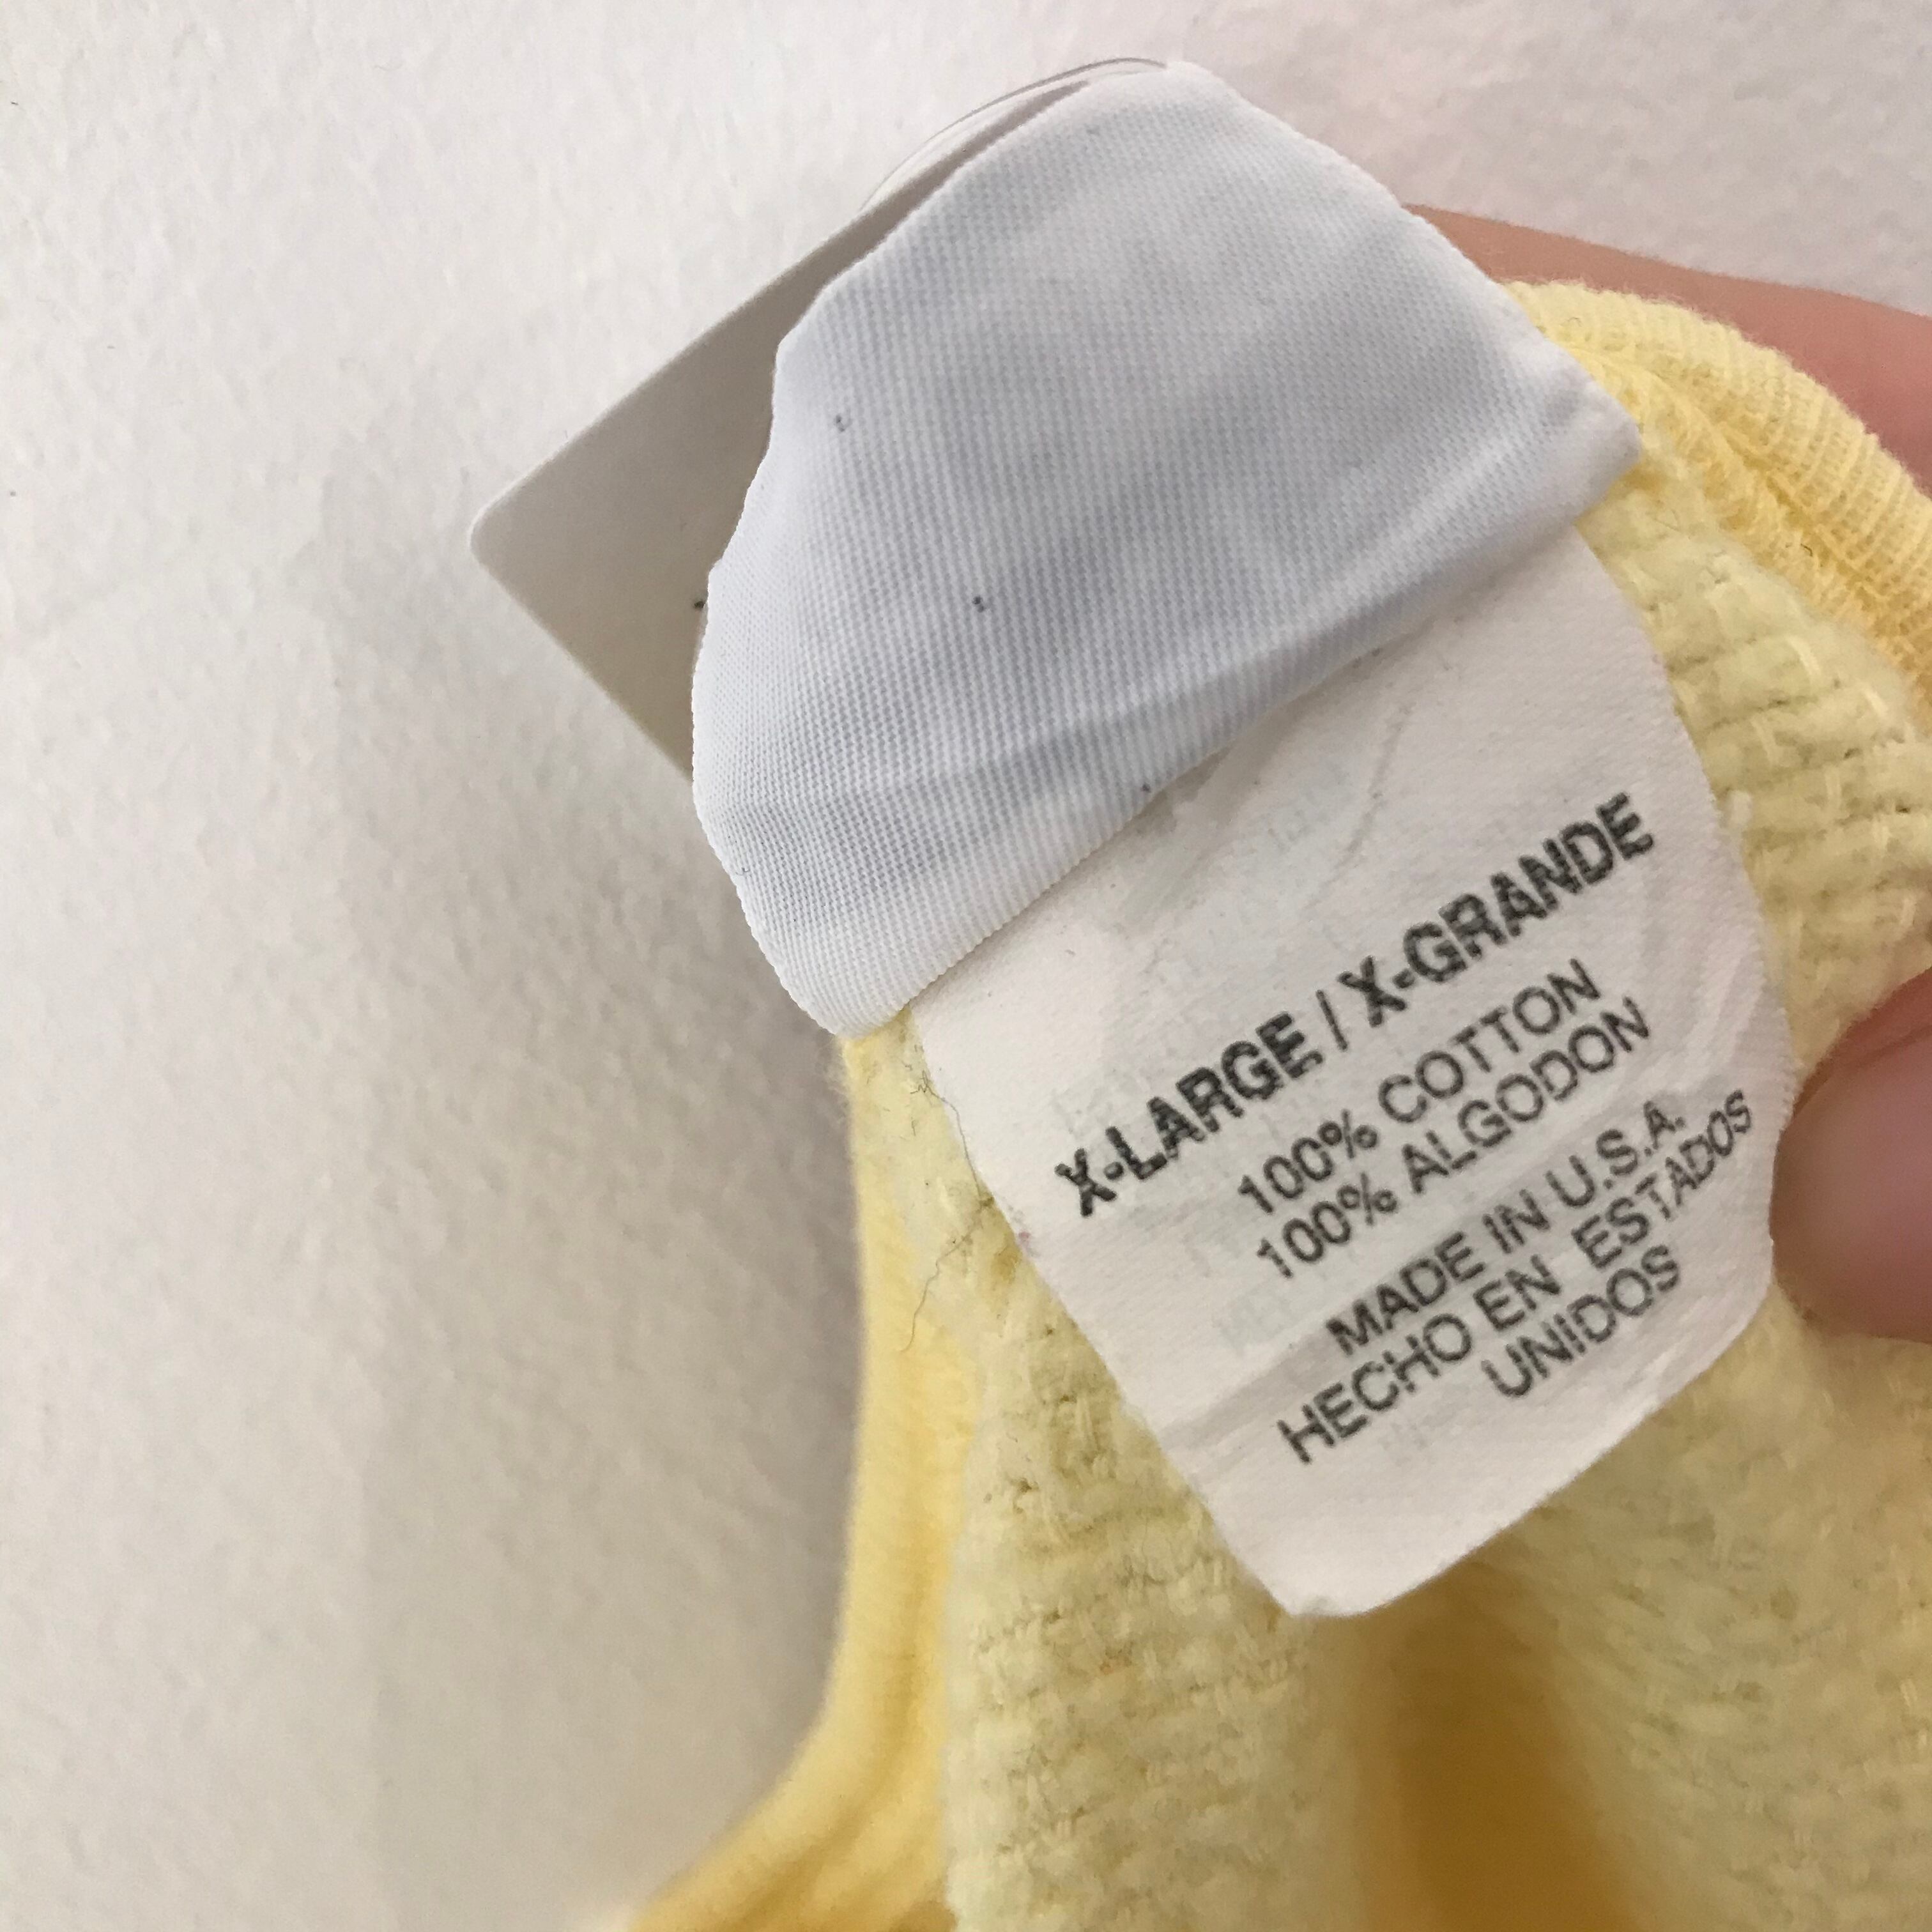 X-LARGE / X-GRANDE
100% COTTON
100% ALGODON
MADE IN U.S.A.
HECHO EN ESTADOS
UNIDOS